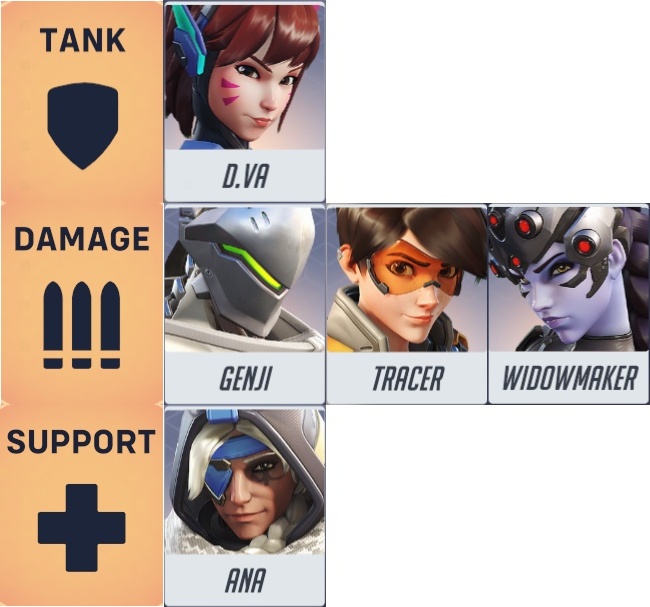 TANK
D.VA
DAMAGE
GENJI
TRACER
WIDOWMAKER
SUPPORT
ANA